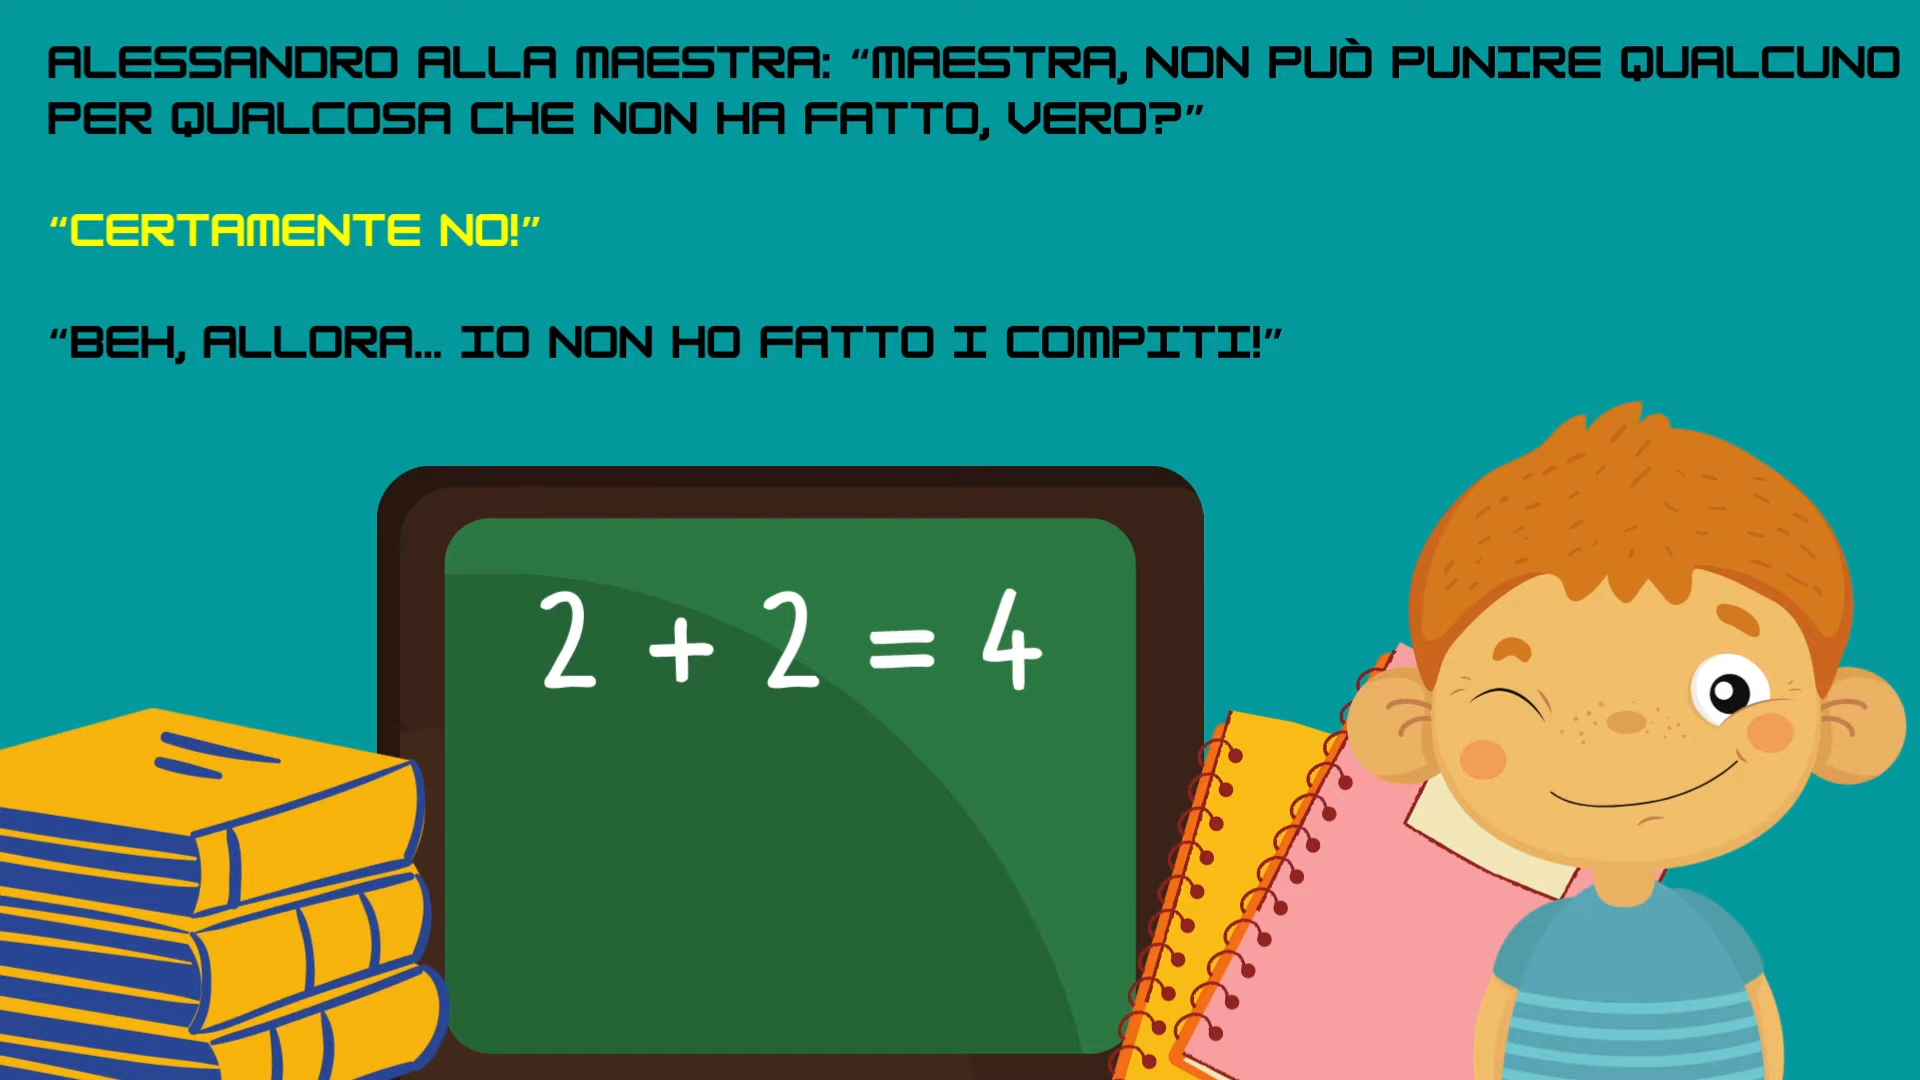 ALESSANDRO ALLA MAESTRA: “MAESTRA, NON PUÒ PUNIRE QUALCUNO
PER QUALCOSA CHE NON HA FATTO, VERO?”
“CERTAMENTE NO!”
“BEH, ALLORA... IO NON HO FATTO I COMPITI!”
2 + 2 = 4